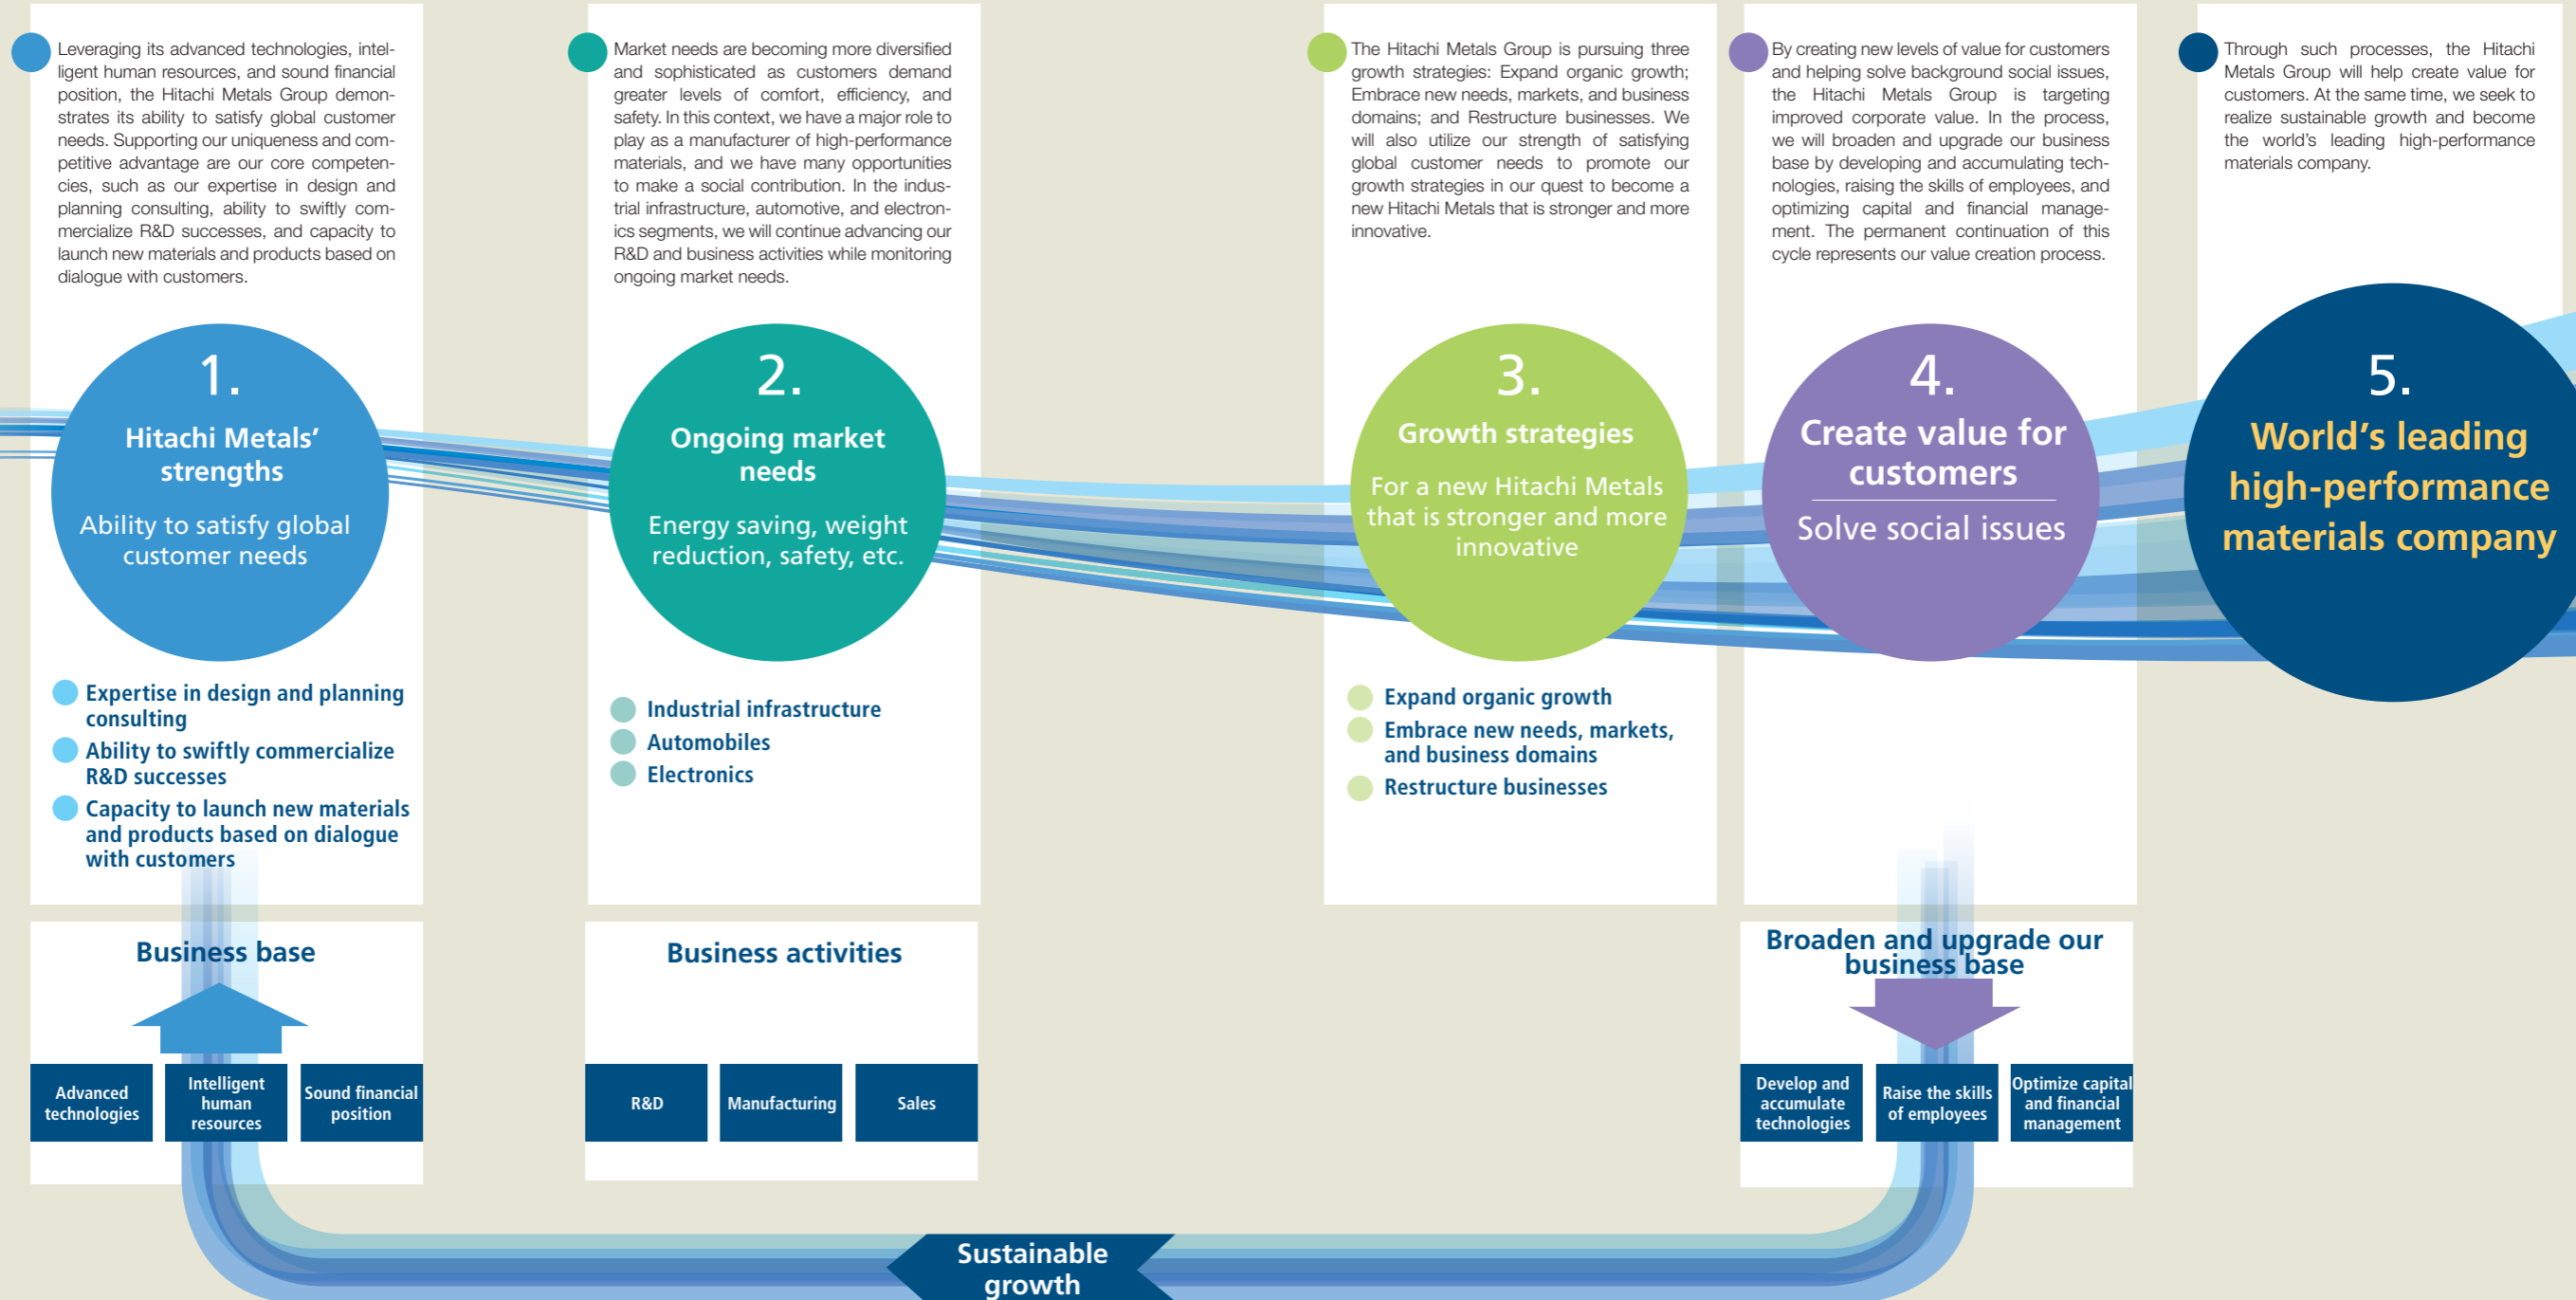 Leveraging its advanced technologies, intel-
ligent human resources, and sound financial
position, the Hitachi Metals Group demon-
strates its ability to satisfy global customer
needs. Supporting our uniqueness and com-
petitive advantage are our core competen-
cies, such as our expertise in design and
planning consulting, ability to swiftly com-
mercialize R&D successes, and capacity to
launch new materials and products based on
dialogue with customers.
1.
Hitachi Metals’
strengths
Ability to satisfy global
customer needs
Expertise in design and planning
consulting
Ability to swiftly commercialize
R&D successes
Capacity to launch new materials
and products based on dialogue
with customers
Business base
Advanced
technologies
Intelligent
human
resources
Sound financial
position
Market needs are becoming more diversified
and sophisticated as customers demand
greater levels of comfort, efficiency, and
safety. In this context, we have a major role to
play as a manufacturer of high-performance
materials, and we have many opportunities
to make a social contribution. In the indus-
trial infrastructure, automotive, and electron-
ics segments, we will continue advancing our
R&D and business activities while monitoring
ongoing market needs.
2.
Ongoing market
needs
Energy saving, weight
reduction, safety, etc.
Industrial infrastructure
Automobiles
Electronics
Business activities
R&D
Manufacturing
Sales
The Hitachi Metals Group is pursuing three
growth strategies: Expand organic growth;
Embrace new needs, markets, and business
domains; and Restructure businesses. We
will also utilize our strength of satisfying
global customer needs to promote our
growth strategies in our quest to become a
new Hitachi Metals that is stronger and more
innovative.
3.
Growth strategies
For a new Hitachi Metals
that is stronger and more
innovative
Expand organic growth
Embrace new needs, markets,
and business domains
Restructure businesses
By creating new levels of value for customers
and helping solve background social issues,
the Hitachi Metals Group is targeting
improved corporate value. In the process,
we will broaden and upgrade our business
base by developing and accumulating tech-
nologies, raising the skills of employees, and
optimizing capital and financial manage-
ment. The permanent continuation of this
cycle represents our value creation process.
4.
Create value for
customers
Solve social issues
Broaden and upgrade our
business base
Develop and
accumulate
technologies
Raise the skills
of employees
Optimize capital
and financial
management
Through such processes, the Hitachi
Metals Group will help create value for
customers. At the same time, we seek to
realize sustainable growth and become
the world’s leading high-performance
materials company.
5.
World’s leading
high-performance
materials company
Sustainable
growth